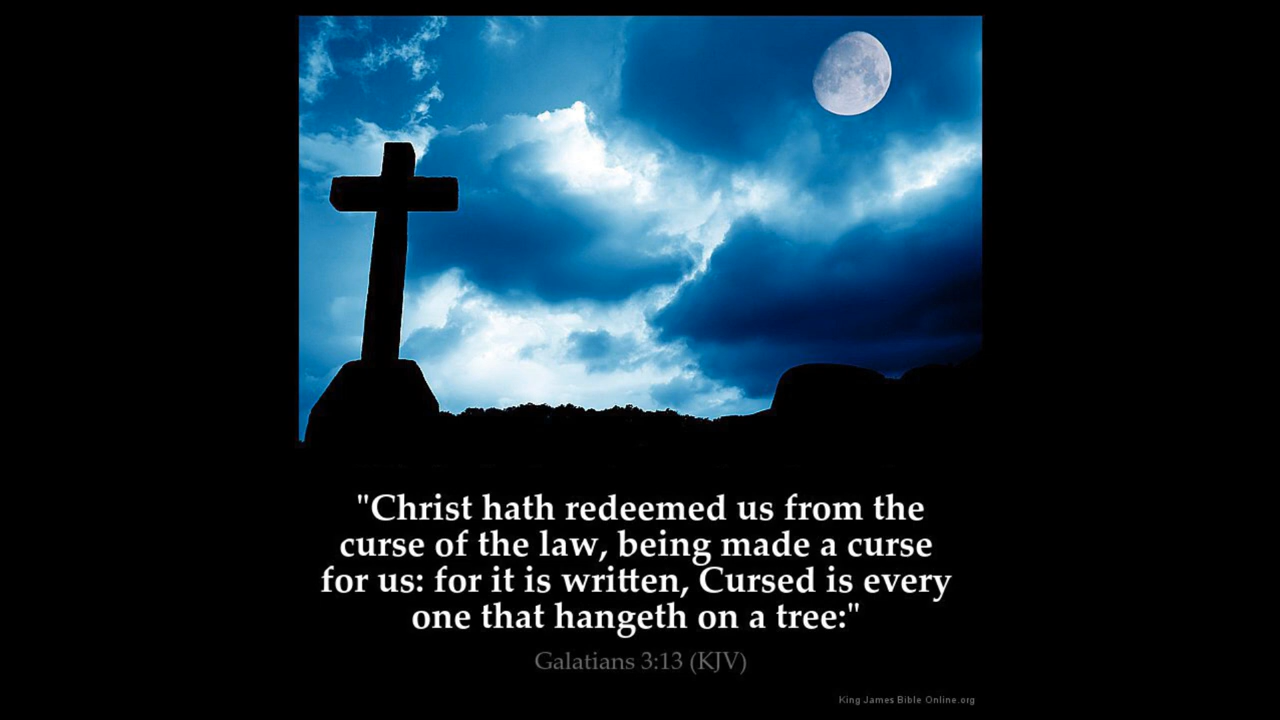 "Christ hath redeemed us from the
curse of the law, being made a curse
for us: for it is written, Cursed is every
one that hangeth on a tree:"
Galatians 3:13 (KJV)
King James Bible Online.org